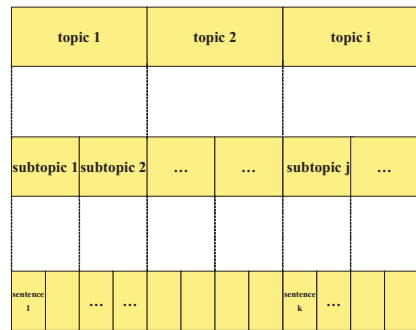 topic 1 topic 2 topic i
subtopic 1 subtopic 2 ... ... subtopic j ...
sentence ... ... sentence ...
1 k